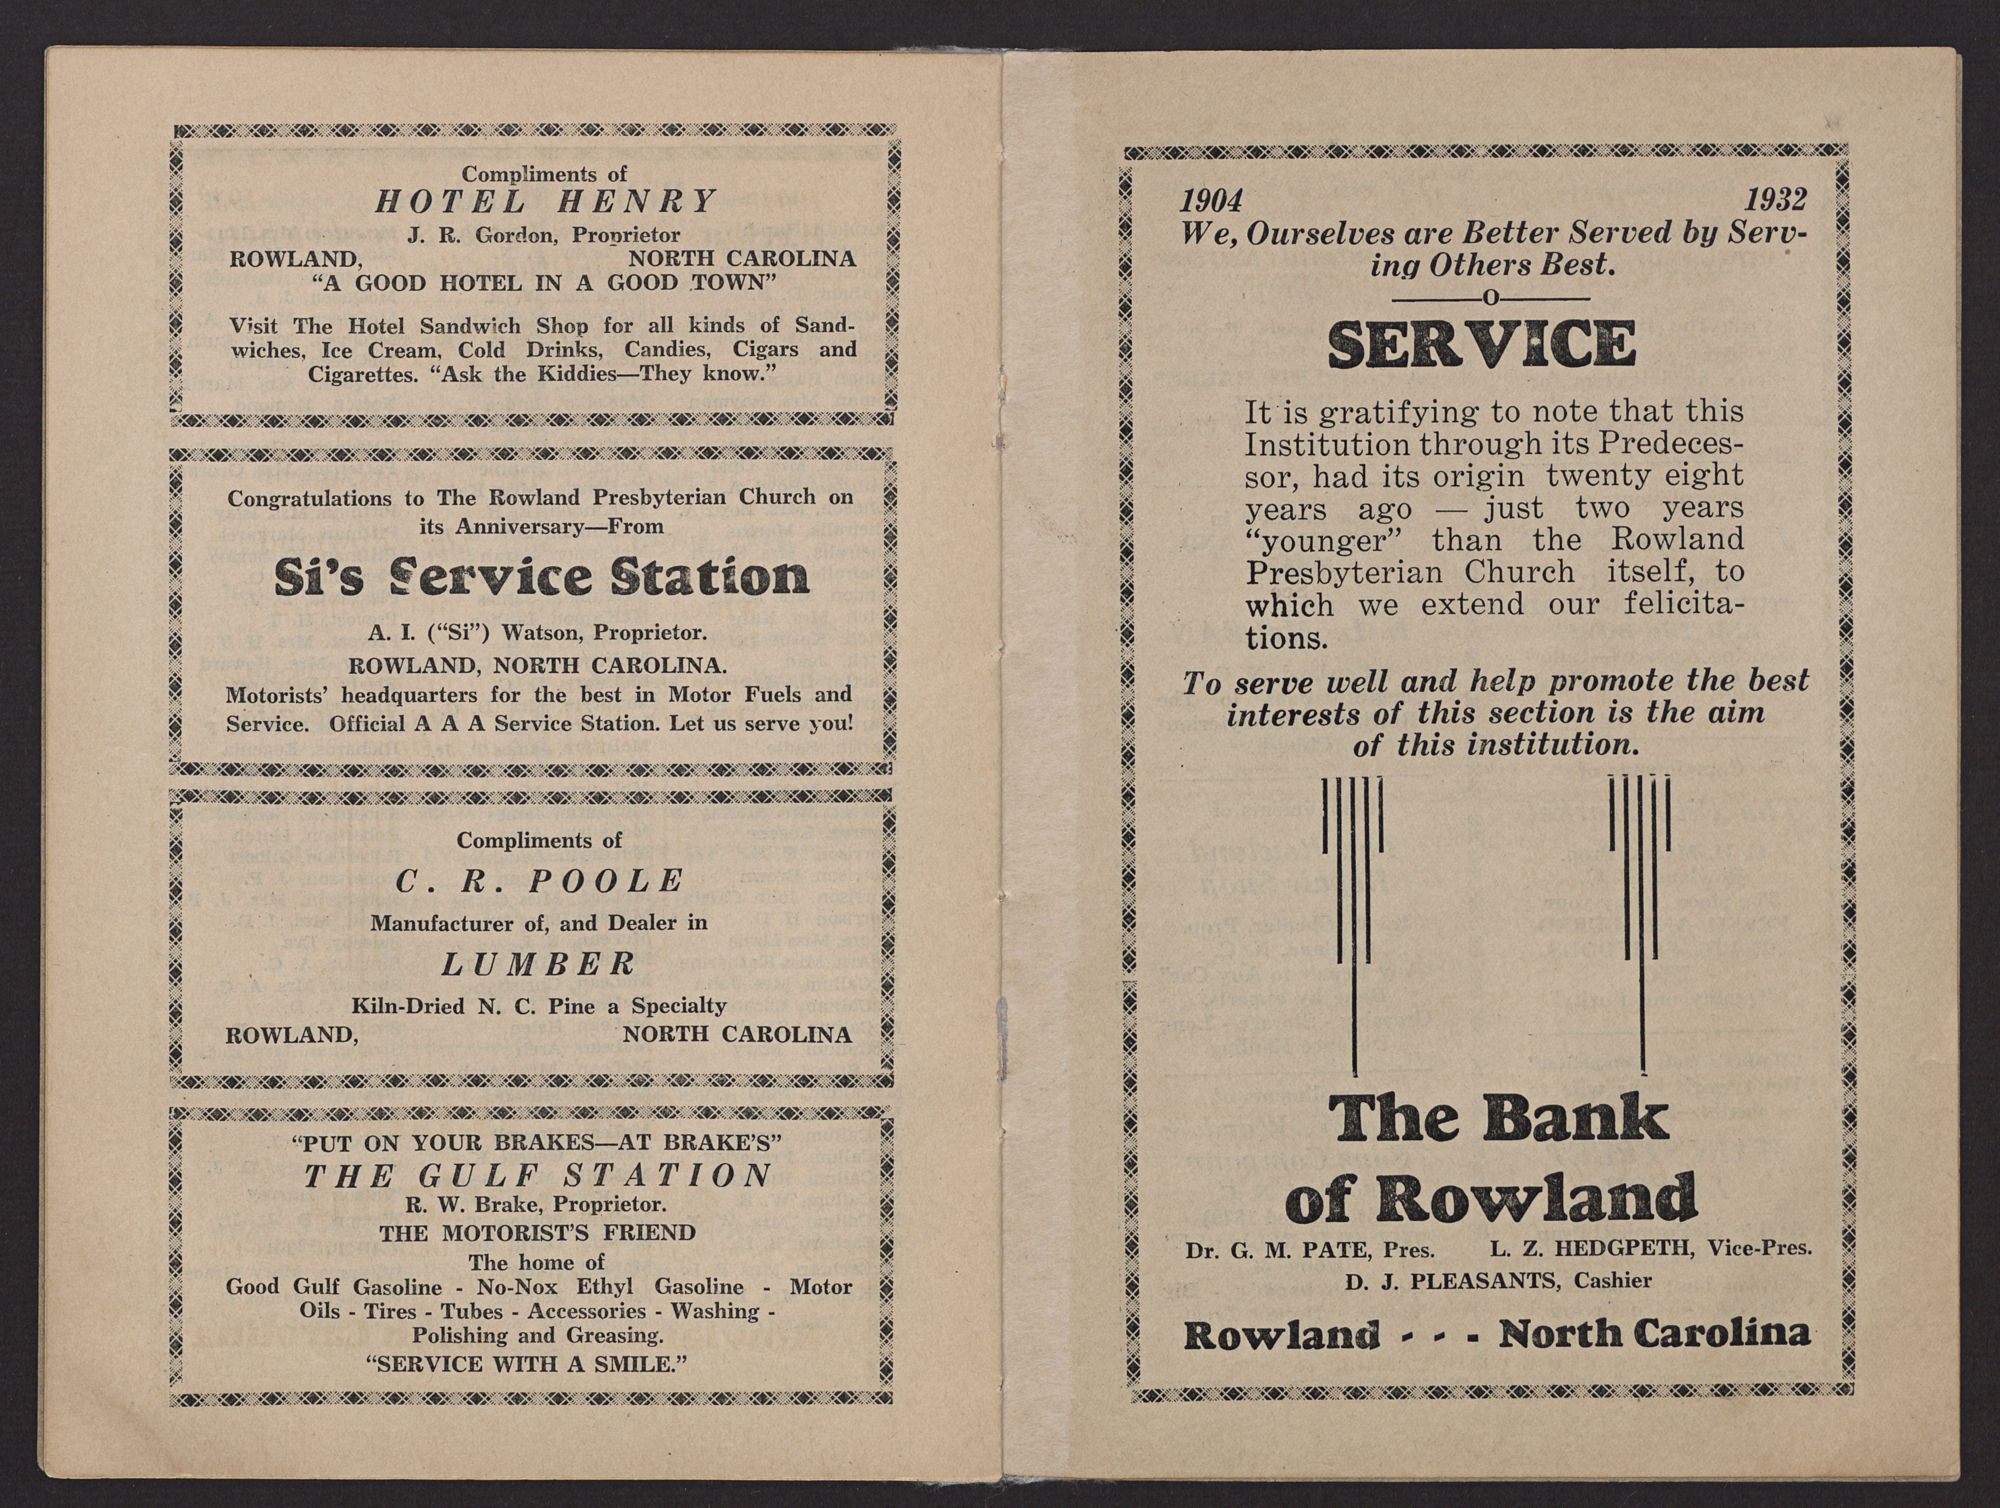 Compliments of
HOTEL HENRY
J. R. Gordon, Proprietor
ROWLAND, NORTH CAROLINA
“A GOOD HOTEL IN A GOOD TOWN”
Visit The Hotel Sandwich Shop for all kinds of Sand-
wiches, Ice Cream, Cold Drinks, Candies, Cigars and
Cigarettes. “Ask the Kiddies—They know.”
Congratulations to The Rowland Presbyterian Church on
its Anniversary—From
Si’s Service Station
A. I. (“Si”) Watson, Proprietor.
ROWLAND, NORTH CAROLINA.
Motorists’ headquarters for the best in Motor Fuels and
Service. Official A A A Service Station. Let us serve you!
Compliments of
C. R. POOLE
Manufacturer of, and Dealer in
LUMBER
Kiln-Dried N. C. Pine a Specialty
ROWLAND, NORTH CAROLINA
“PUT ON YOUR BRAKES—AT BRAKE’S”
THE GULF STATION
R. W. Brake, Proprietor.
THE MOTORIST’S FRIEND
The home of
Good Gulf Gasoline - No-Nox Ethyl Gasoline - Motor
Oils - Tires - Tubes - Accessories - Washing -
Polishing and Greasing.
“SERVICE WITH A SMILE.”
1904 1932
We, Ourselves are Better Served by Serv-
ing Others Best.
O
SERVICE
It is gratifying to note that this
Institution through its Predeces-
sor, had its origin twenty eight
years ago — just two years
“younger” than the Rowland
Presbyterian Church itself, to
which we extend our felicita-
tions.
To serve well and help promote the best
interests of this section is the aim
of this institution.
The Bank
of Rowland
Dr. G. M. PATE, Pres. L. Z. HEDGPETH, Vice-Pres.
D. J. PLEASANTS, Cashier
Rowland - - - North Carolina